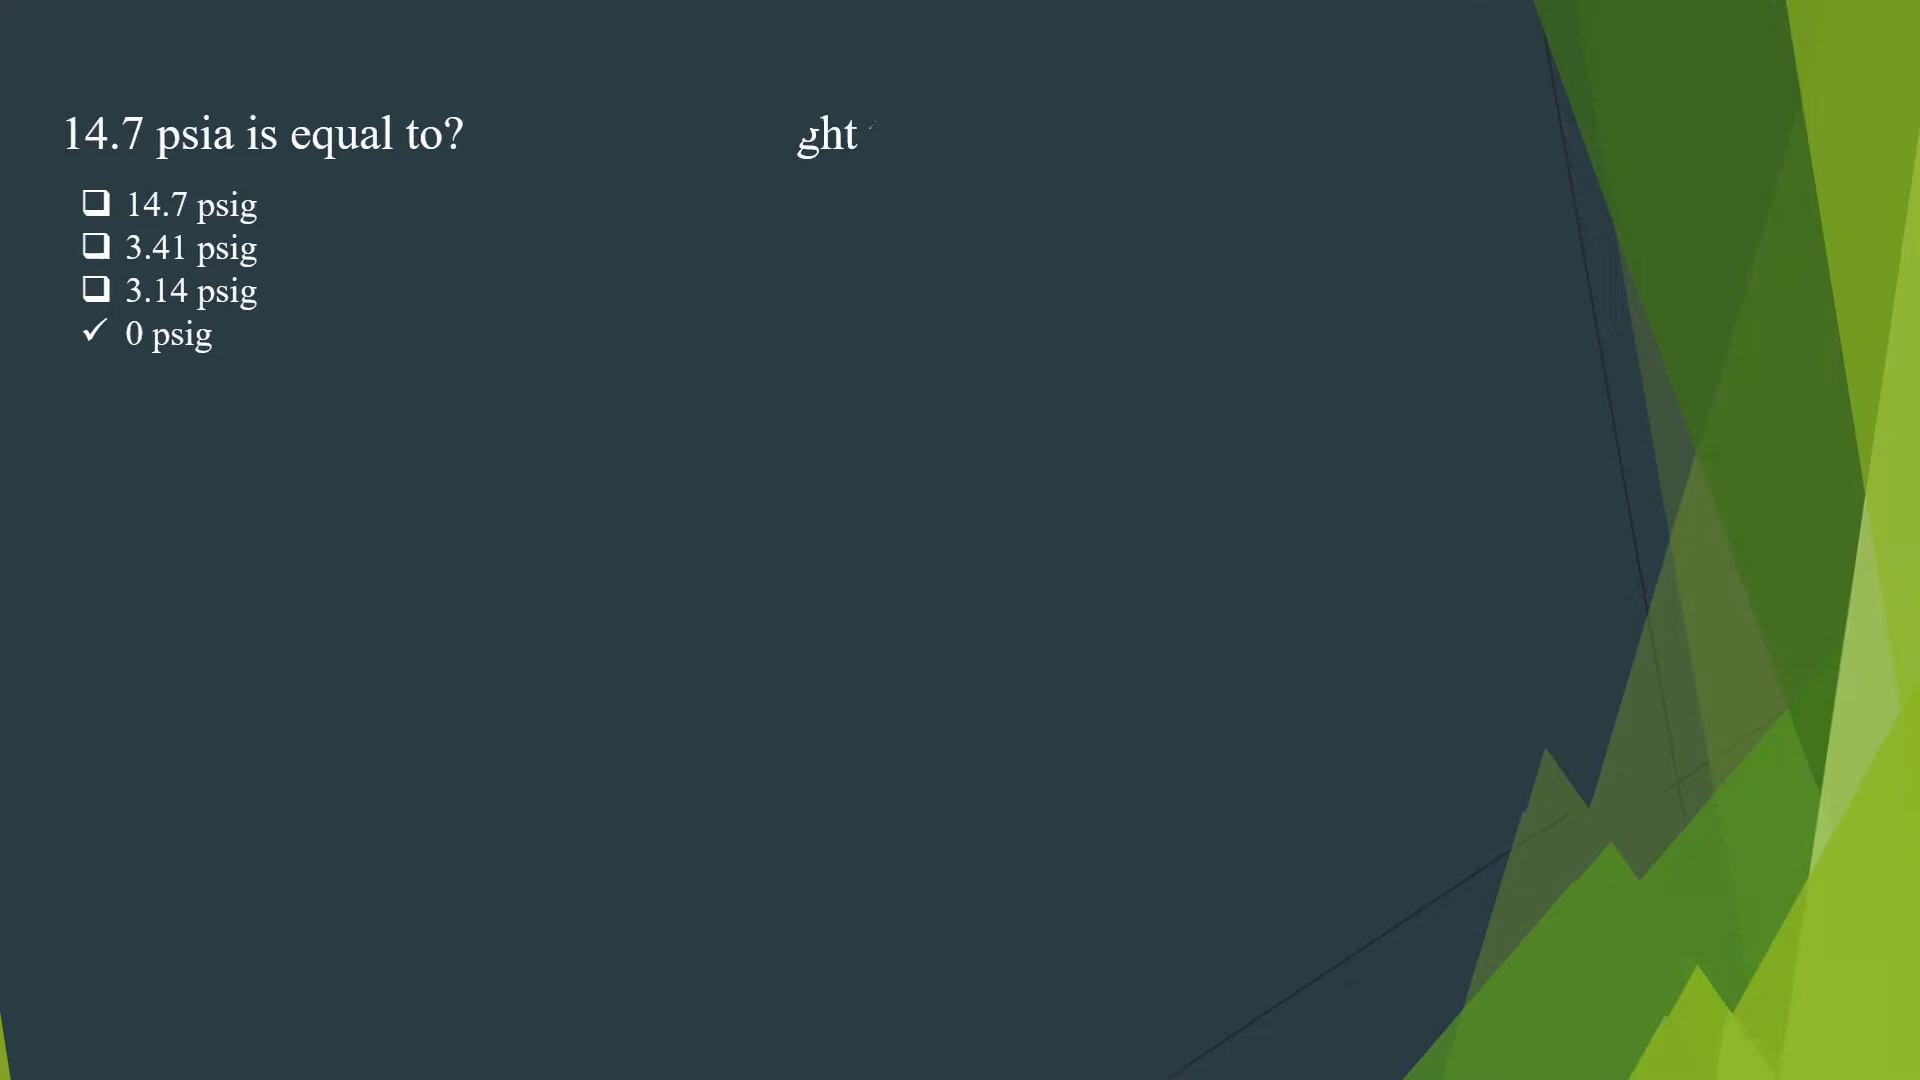 14.7 psia is equal to?
ght
14.7 psig
3.41 psig
3.14 psig
0 psig